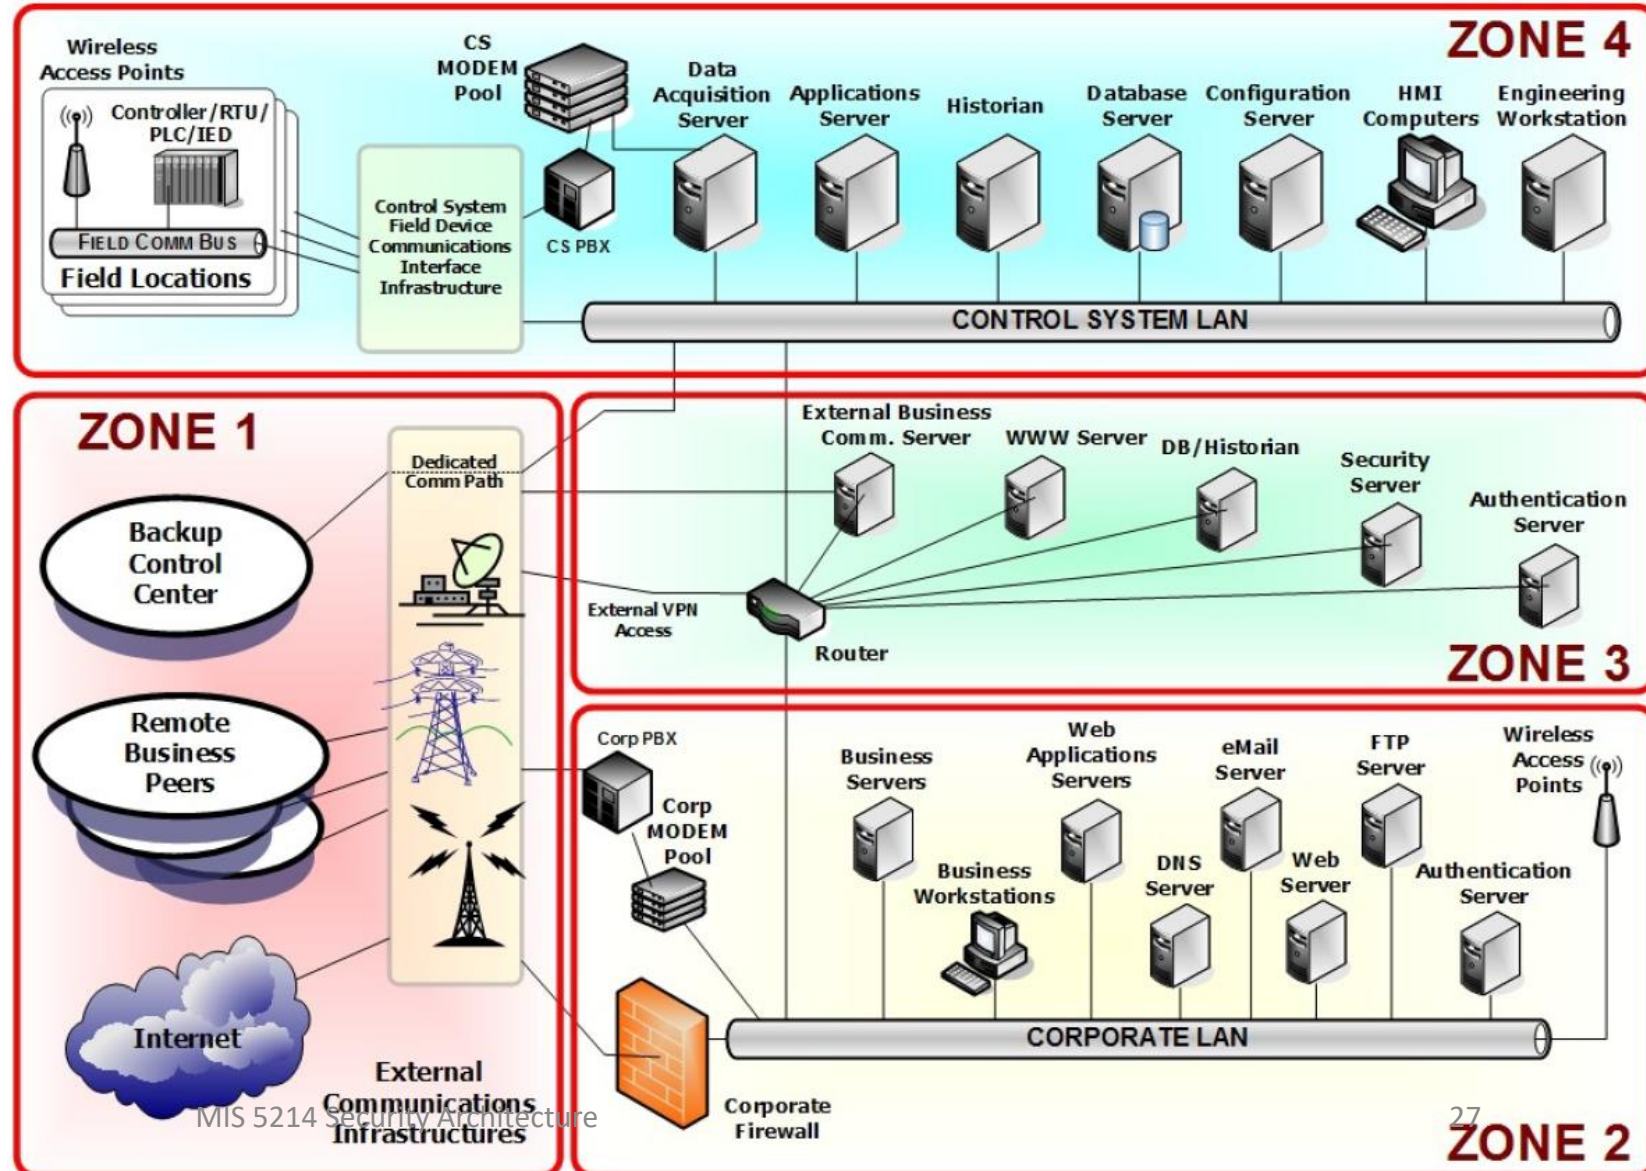 ZONE 4
Wireless
Access Points
Controller/RTU/
PLC/IED
FIELD COMM BUS
Field Locations
Control System
Field Device
Communications
Interface
Infrastructure
CS
MODEM
Pool
CS PBX
Data
Acquisition
Server
Applications
Server
Historian
Database
Server
Configuration
Server
HMI
Computers
Engineering
Workstation
CONTROL SYSTEM LAN
ZONE 1
Dedicated
Comm Path
Backup
Control
Center
Remote
Business
Peers
Internet
External
Communications
Infrastructures
External Business
Comm. Server
WWW Server
DB/Historian
Security
Server
Authentication
Server
External VPN
Access
Router
ZONE 3
Corp PBX
Corp
MODEM
Pool
Business
Servers
Business
Workstations
Web
Applications
Servers
DNS
Server
eMail
Server
Web
Server
FTP
Server
Authentication
Server
Wireless
Access
Points
CORPORATE LAN
Corporate
Firewall
ZONE 2
MIS 5214 Security Architecture
27